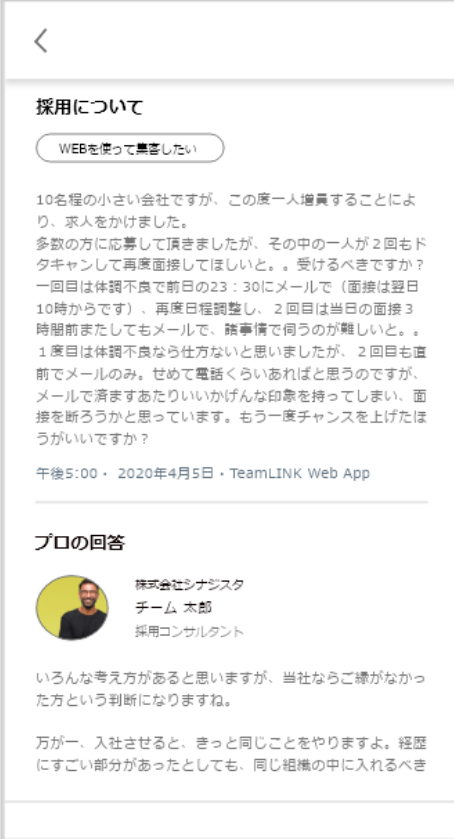 採用について
WEBを使って集客したい
10名程の小さい会社ですが、この度一人増員することによ
り、求人をかけました。
多数の方に応募して頂きましたが、その中の一人が２回もド
タキャンして再度面接してほしいと。。受けるべきですか？
一回目は体調不良で前日の23：30にメールで（面接は翌日
10時からです）、再度日程調整し、２回目は当日の面接３
時間前またしてもメールで、諸事情で伺うのが難しいと。。
１度目は体調不良なら仕方ないと思いましたが、２回目も直
前でメールのみ。せめて電話くらいあればと思うのですが、
メールで済ますあたりいいかげんな印象を持ってしまい、面
接を断ろうかと思っています。もう一度チャンスを上げたほ
うがいいですか？
午後5:00・ 2020年4月5日・TeamLINK Web App
プロの回答
株式会社シナジスタ
チーム 太郎
採用コンサルタント
いろんな考え方があると思いますが、当社ならご縁がなかっ
た方という判断になりますね。
万が一、入社させると、きっと同じことをやりますよ。経歴
にすごい部分があったとしても、同じ組織の中に入れるべき